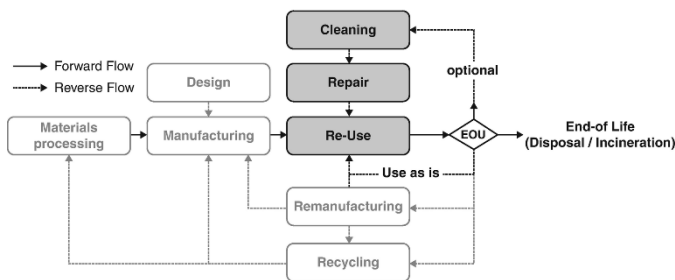 Cleaning
Forward Flow
optional
Reverse Flow
Design
Repair
Materials
processing
Manufacturing
Re-Use
EOU
End-of Life
(Disposal / Incineration)
Use as is
Remanufacturing
Recycling